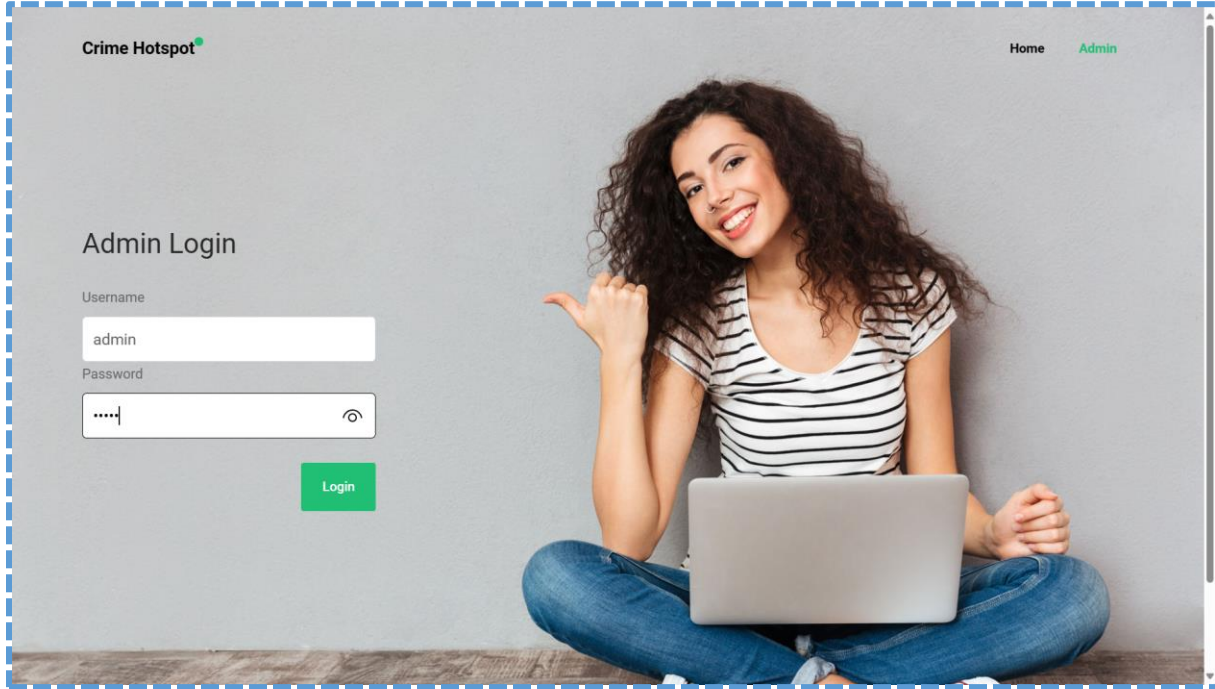 Crime Hotspot
Home Admin
Admin Login
Username
admin
Password
•••••
Login